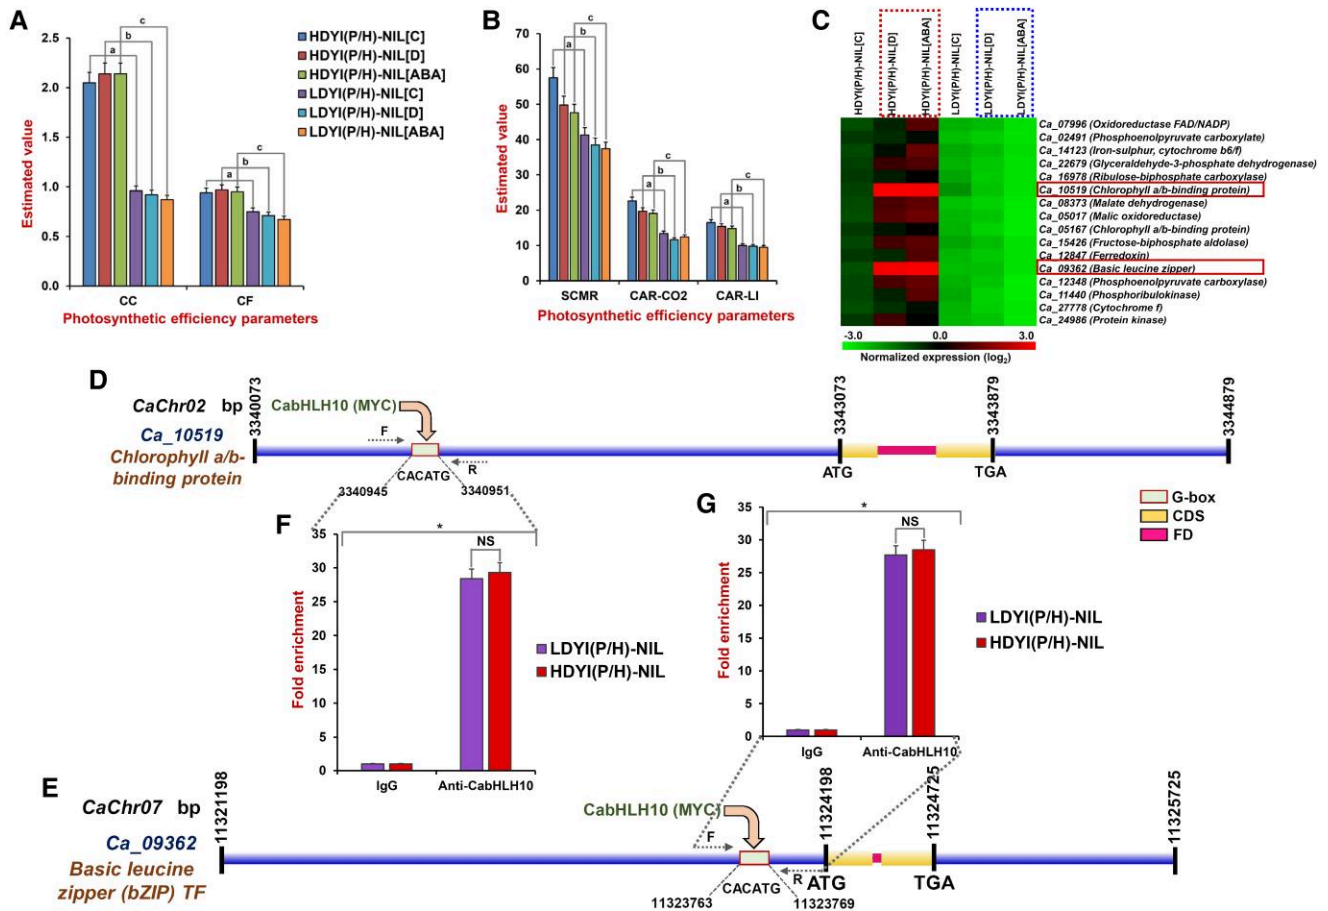 A
2.5
2.0
1.5
1.0
0.5
0.0
Estimated value
a
b
c
a
b
c
CC
CF
Photosynthetic efficiency parameters
HDYI(P/H)-NIL[C]
HDYI(P/H)-NIL[D]
HDYI(P/H)-NIL[ABA]
LDYI(P/H)-NIL[C]
LDYI(P/H)-NIL[D]
LDYI(P/H)-NIL[ABA]
B
70
60
50
40
30
20
10
0
Estimated value
a
b
c
a
b
c
a
b
c
SCMR
CAR-CO2
CAR-LI
Photosynthetic efficiency parameters
C
HDYI(P/H)-NIL[C]
HDYI(P/H)-NIL[D]
HDYI(P/H)-NIL[ABA]
LDYI(P/H)-NIL[C]
LDYI(P/H)-NIL[D]
LDYI(P/H)-NIL[ABA]
Ca_07996 (Oxidoreductase FAD/NADP)
Ca_02491 (Phosphoenolpyruvate carboxylate)
Ca_14123 (Iron-sulphur, cytochrome b6/f)
Ca_22679 (Glyceraldehyde-3-phosphate dehydrogenase)
Ca_16978 (Ribulose-biphosphate carboxylase)
Ca_10519 (Chlorophyll a/b-binding protein)
Ca_08373 (Malate dehydrogenase)
Ca_05017 (Malic oxidoreductase)
Ca_05167 (Chlorophyll a/b-binding protein)
Ca_15426 (Fructose-biphosphate aldolase)
Ca_12847 (Ferredoxin)
Ca_09362 (Basic leucine zipper)
Ca_12348 (Phosphoenolpyruvate carboxylase)
Ca_11440 (Phosphoribulokinase)
Ca_27778 (Cytochrome f)
Ca_24986 (Protein kinase)
-3.0 0.0 3.0
Normalized expression (log2)
D
CaChr02 bp
Ca_10519
Chlorophyll a/b-
binding protein
3340073
CabHLH10 (MYC)
F
R
CACATG
3340945
3340951
3343073
ATG
3343879
TGA
3344879
G-box
CDS
FD
F
35
30
25
20
15
10
5
0
Fold enrichment
*
NS
IgG
Anti-CabHLH10
LDYI(P/H)-NIL
HDYI(P/H)-NIL
G
35
30
25
20
15
10
5
0
Fold enrichment
*
NS
IgG
Anti-CabHLH10
LDYI(P/H)-NIL
HDYI(P/H)-NIL
E
CaChr07 bp
Ca_09362
Basic leucine
zipper (bZIP) TF
11321198
CabHLH10 (MYC)
F
R
CACATG
11323763
11323769
11324198
ATG
11324725
TGA
11325725